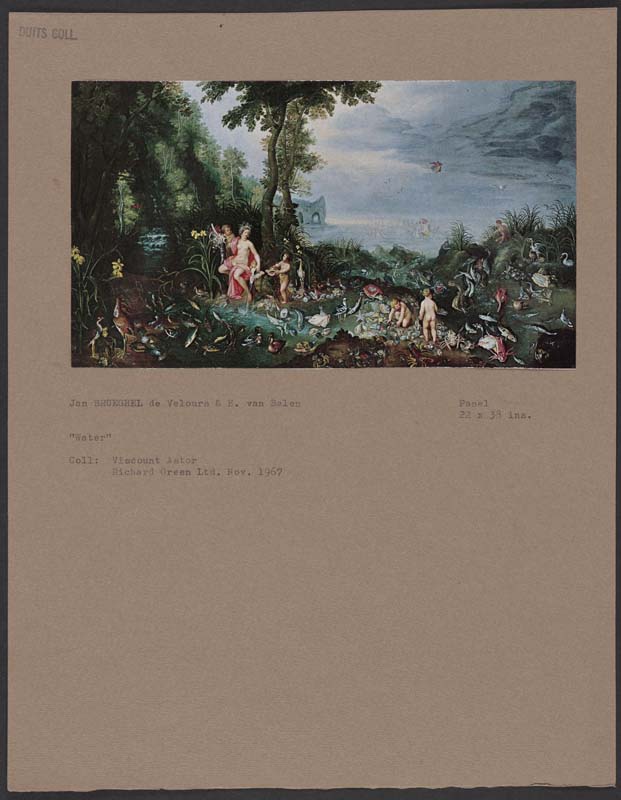 DUITS COLL.
Jan BRUEGHEL de Velours & H. van Balen
Panel
22 x 38 ins.
"Water"
Coll: Viscount Astor
Richard Green Ltd. Nov. 1967